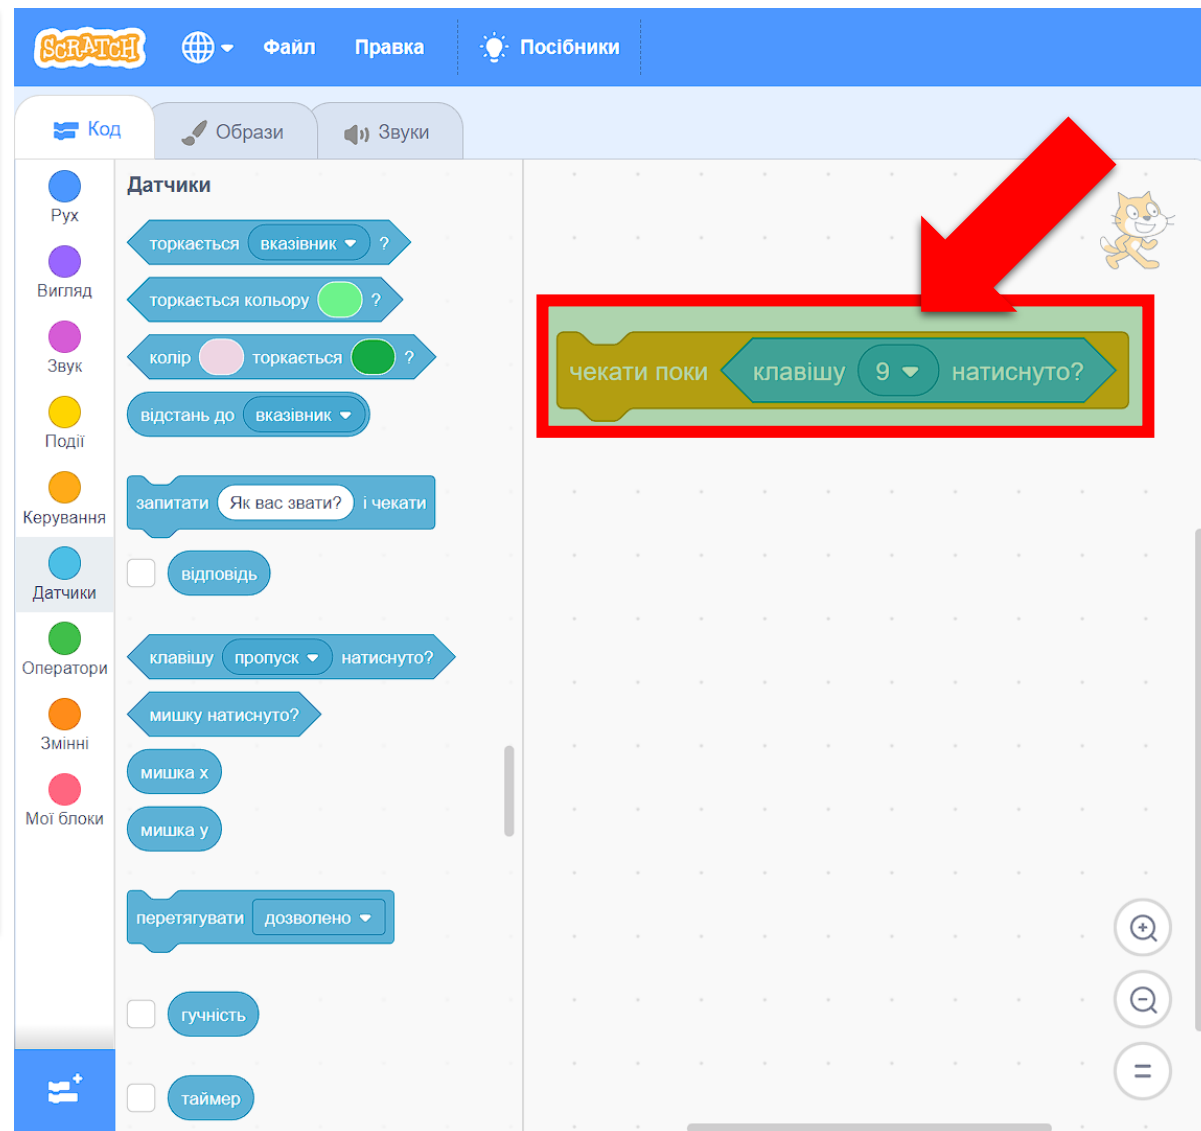 SCRATCH Файл Правка Посібники
Код Образи Звуки
Рух
Вигляд
Звук
Події
Керування
Датчики
Оператори
Змінні
Мої блоки
Датчики
торкається вказівник ?
торкається кольору ?
колір торкається ?
відстань до вказівник
запитати Як вас звати? і чекати
відповідь
клавішу пропуск натиснуто?
мишку натиснуто?
мишка x
мишка y
перетягувати дозволено
гучність
таймер
чекати поки клавішу 9 натиснуто?